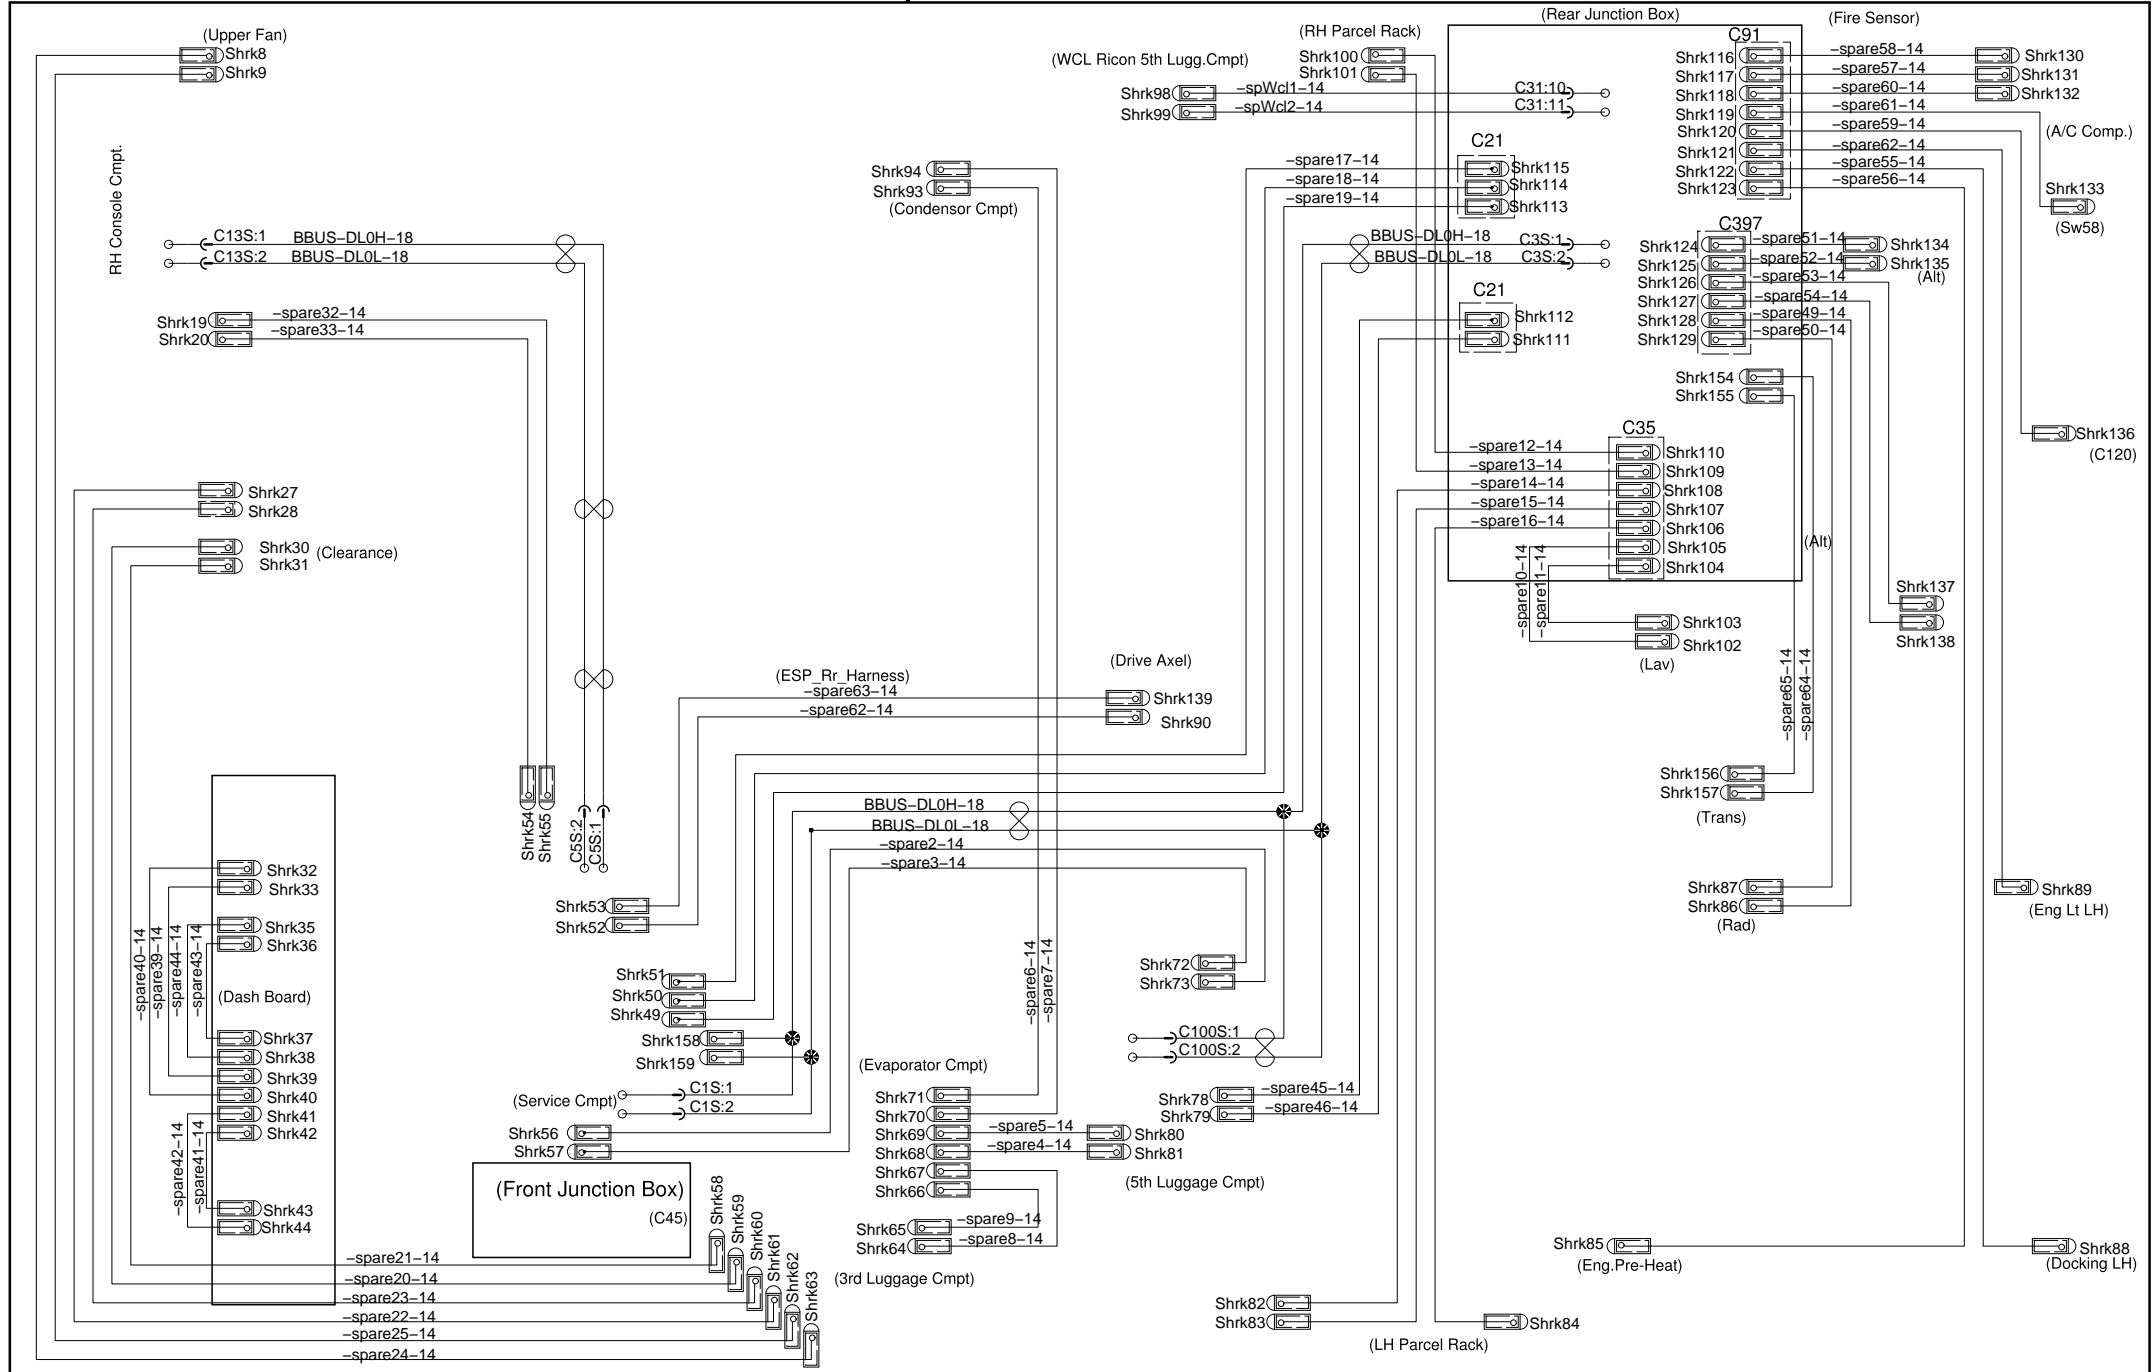 (Rear Junction Box)
(Fire Sensor)
(Upper Fan)
(RH Parcel Rack)
C91
Shrk8
Shrk9
(WCL Ricon 5th Lugg.Cmpt)
Shrk100
Shrk101
Shrk116
−spare58−14
Shrk130
Shrk117
−spare57−14
Shrk131
Shrk98
−spWcl1−14
C31:10
Shrk118
−spare60−14
Shrk132
Shrk99
−spWcl2−14
C31:11
Shrk119
−spare61−14
Shrk120
−spare59−14
(A/C Comp.)
C21
Shrk121
−spare62−14
RH Console Cmpt.
Shrk94
−spare17−14
Shrk115
Shrk122
−spare55−14
Shrk93
−spare18−14
Shrk114
Shrk123
−spare56−14
Shrk133
(Condensor Cmpt)
−spare19−14
Shrk113
(Sw58)
C397
C13S:1
BBUS−DL0H−18
BBUS−DL0H−18
C3S:1
Shrk124
−spare51−14
Shrk134
C13S:2
BBUS−DL0L−18
BBUS−DL0L−18
C3S:2
Shrk125
−spare52−14
Shrk135
(Alt)
Shrk126
−spare53−14
C21
Shrk127
−spare54−14
Shrk19
−spare32−14
Shrk112
Shrk128
−spare49−14
Shrk20
−spare33−14
Shrk111
Shrk129
−spare50−14
Shrk154
Shrk155
C35
Shrk136
(C120)
−spare12−14
Shrk110
−spare13−14
Shrk109
Shrk27
−spare14−14
Shrk108
Shrk28
−spare15−14
Shrk107
−spare16−14
Shrk106
Shrk30
(Clearance)
Shrk105
(Alt)
Shrk31
Shrk104
−spare10−14
−spare11−14
Shrk137
Shrk103
Shrk138
Shrk102
(Lav)
(Drive Axel)
(ESP_Rr_Harness)
−spare63−14
Shrk139
−spare62−14
Shrk90
−spare65−14
−spare64−14
Shrk156
Shrk157
(Trans)
Shrk54
Shrk55
C5S:2
C5S:1
BBUS−DL0H−18
BBUS−DL0L−18
−spare2−14
−spare3−14
Shrk32
Shrk33
Shrk87
Shrk89
Shrk86
(Eng Lt LH)
(Rad)
Shrk53
Shrk52
Shrk35
Shrk36
−spare40−14
−spare39−14
−spare44−14
−spare43−14
(Dash Board)
−spare6−14
−spare7−14
Shrk72
Shrk73
Shrk51
Shrk50
Shrk49
Shrk37
Shrk158
C100S:1
Shrk38
Shrk159
C100S:2
(Evaporator Cmpt)
Shrk39
Shrk40
(Service Cmpt)
C1S:1
Shrk71
Shrk78
−spare45−14
Shrk41
C1S:2
Shrk70
Shrk79
−spare46−14
Shrk42
Shrk56
Shrk69
−spare5−14
Shrk80
Shrk57
Shrk68
−spare4−14
Shrk81
−spare42−14
−spare41−14
Shrk67
(5th Luggage Cmpt)
(Front Junction Box)
Shrk66
(C45)
Shrk43
Shrk44
Shrk65
−spare9−14
Shrk64
−spare8−14
(3rd Luggage Cmpt)
Shrk58
Shrk59
Shrk60
Shrk61
Shrk62
Shrk63
Shrk85
(Eng.Pre−Heat)
Shrk88
(Docking LH)
−spare21−14
−spare20−14
−spare23−14
−spare22−14
−spare25−14
−spare24−14
Shrk82
Shrk83
Shrk84
(LH Parcel Rack)